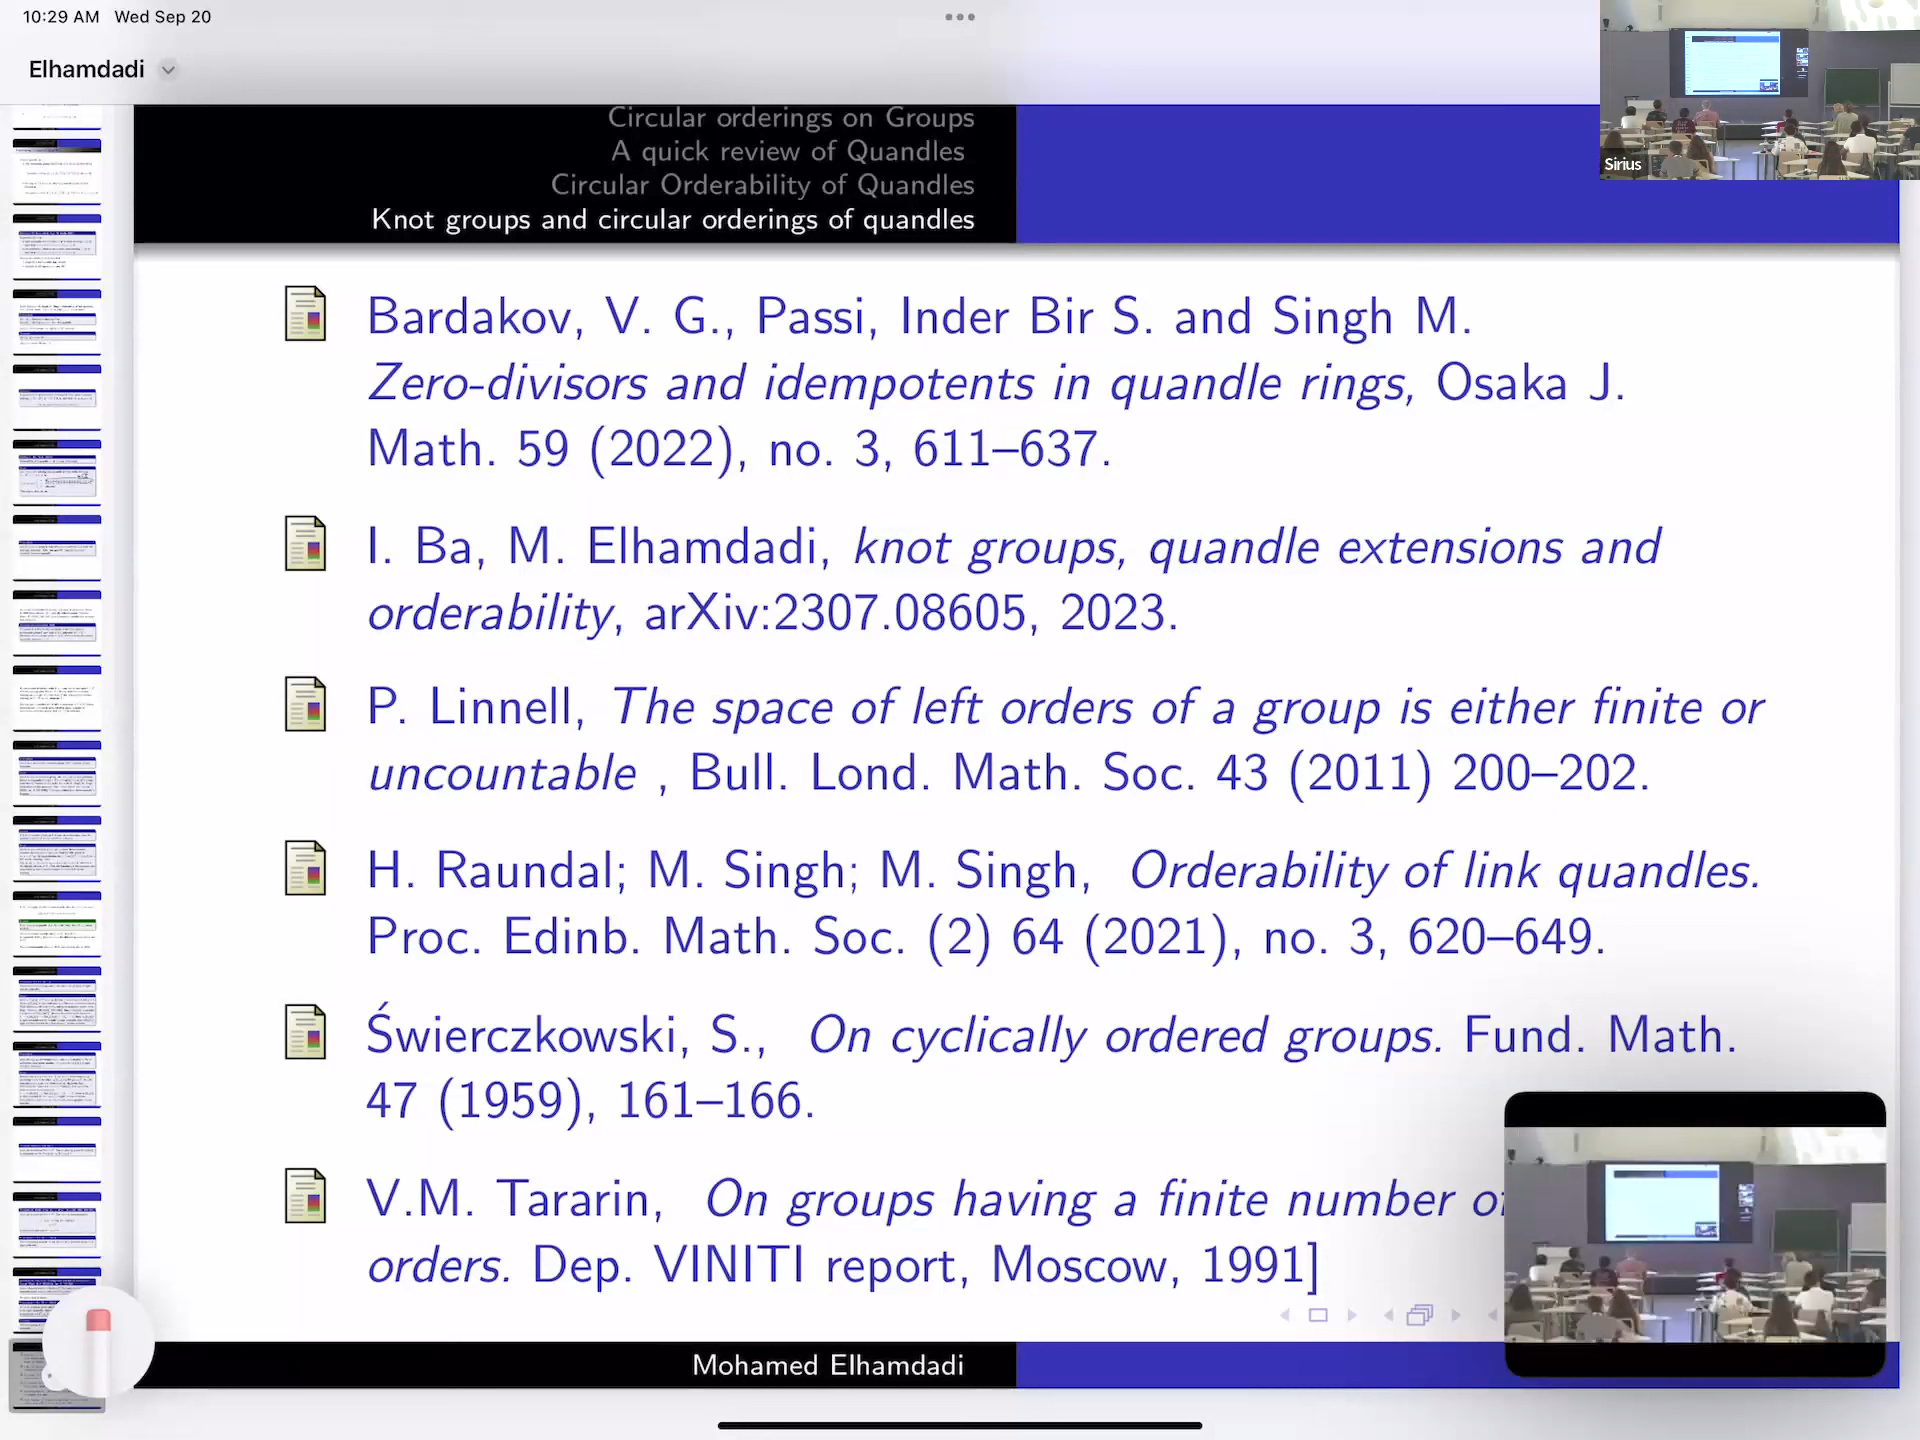 10:29 AM Wed Sep 20
Elhamdadi
Sirius
Circular orderings on Groups
A quick review of Quandles
Circular Orderability of Quandles
Knot groups and circular orderings of quandles
Bardakov, V. G., Passi, Inder Bir S. and Singh M.
Zero-divisors and idempotents in quandle rings, Osaka J.
Math. 59 (2022), no. 3, 611–637.
I. Ba, M. Elhamdadi, knot groups, quandle extensions and
orderability, arXiv:2307.08605, 2023.
P. Linnell, The space of left orders of a group is either finite or
uncountable , Bull. Lond. Math. Soc. 43 (2011) 200–202.
H. Raundal; M. Singh; M. Singh, Orderability of link quandles.
Proc. Edinb. Math. Soc. (2) 64 (2021), no. 3, 620–649.
Świerczkowski, S., On cyclically ordered groups. Fund. Math.
47 (1959), 161–166.
V.M. Tararin, On groups having a finite number
orders. Dep. VINITI report, Moscow, 1991]
Mohamed Elhamdadi